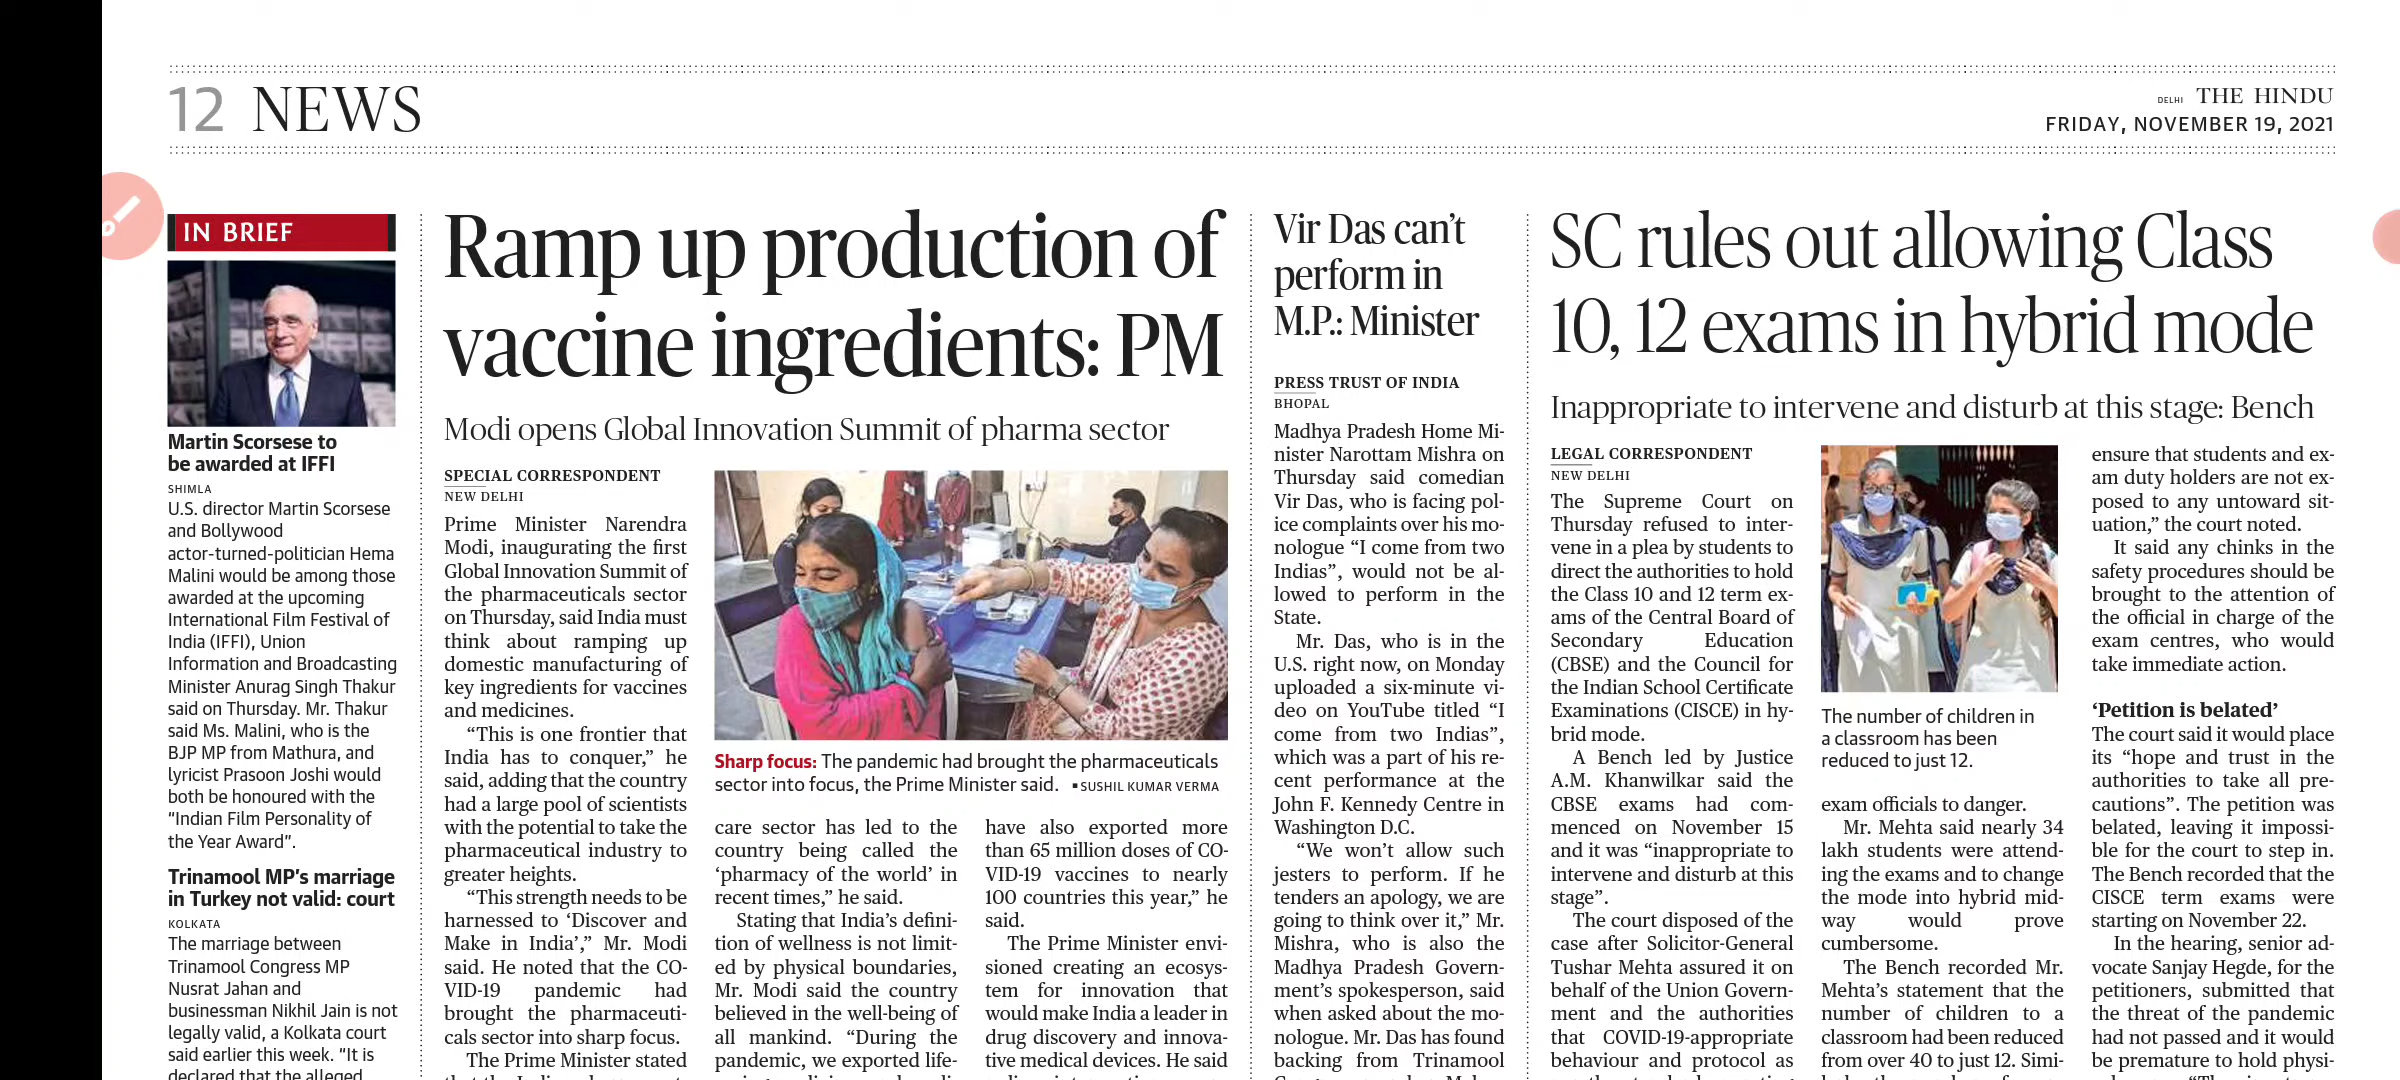 12 NEWS
DELHI THE HINDU
FRIDAY, NOVEMBER 19, 2021
IN BRIEF
Martin Scorsese to
be awarded at IFFI
SHIMLA
U.S. director Martin Scorsese
and Bollywood
actor-turned-politician Hema
Malini would be among those
awarded at the upcoming
International Film Festival of
India (IFFI), Union
Information and Broadcasting
Minister Anurag Singh Thakur
said on Thursday. Mr. Thakur
said Ms. Malini, who is the
BJP MP from Mathura, and
lyricist Prasoon Joshi would
both be honoured with the
“Indian Film Personality of
the Year Award”.
Trinamool MP’s marriage
in Turkey not valid: court
KOLKATA
The marriage between
Trinamool Congress MP
Nusrat Jahan and
businessman Nikhil Jain is not
legally valid, a Kolkata court
said earlier this week. “It is
declared that the alleged
Ramp up production of
vaccine ingredients: PM
Modi opens Global Innovation Summit of pharma sector
SPECIAL CORRESPONDENT
NEW DELHI
Prime Minister Narendra
Modi, inaugurating the first
Global Innovation Summit of
the pharmaceuticals sector
on Thursday, said India must
think about ramping up
domestic manufacturing of
key ingredients for vaccines
and medicines.
“This is one frontier that
India has to conquer,” he
said, adding that the country
had a large pool of scientists
with the potential to take the
pharmaceutical industry to
greater heights.
“This strength needs to be
harnessed to ‘Discover and
Make in India’,” Mr. Modi
said. He noted that the CO-
VID-19 pandemic had
brought the pharmaceuti-
cals sector into sharp focus.
The Prime Minister stated
Sharp focus: The pandemic had brought the pharmaceuticals
sector into focus, the Prime Minister said. ▪ SUSHIL KUMAR VERMA
care sector has led to the
country being called the
‘pharmacy of the world’ in
recent times,” he said.
Stating that India’s defini-
tion of wellness is not limit-
ed by physical boundaries,
Mr. Modi said the country
believed in the well-being of
all mankind. “During the
pandemic, we exported life-
have also exported more
than 65 million doses of CO-
VID-19 vaccines to nearly
100 countries this year,” he
said.
The Prime Minister envi-
sioned creating an ecosys-
tem for innovation that
would make India a leader in
drug discovery and innova-
tive medical devices. He said
Vir Das can’t
perform in
M.P.: Minister
PRESS TRUST OF INDIA
BHOPAL
Madhya Pradesh Home Mi-
nister Narottam Mishra on
Thursday said comedian
Vir Das, who is facing pol-
ice complaints over his mo-
nologue “I come from two
Indias”, would not be al-
lowed to perform in the
State.
Mr. Das, who is in the
U.S. right now, on Monday
uploaded a six-minute vi-
deo on YouTube titled “I
come from two Indias”,
which was a part of his re-
cent performance at the
John F. Kennedy Centre in
Washington D.C.
“We won’t allow such
jesters to perform. If he
tenders an apology, we are
going to think over it,” Mr.
Mishra, who is also the
Madhya Pradesh Govern-
ment’s spokesperson, said
when asked about the mo-
nologue. Mr. Das has found
backing from Trinamool
SC rules out allowing Class
10, 12 exams in hybrid mode
Inappropriate to intervene and disturb at this stage: Bench
LEGAL CORRESPONDENT
NEW DELHI
The Supreme Court on
Thursday refused to inter-
vene in a plea by students to
direct the authorities to hold
the Class 10 and 12 term ex-
ams of the Central Board of
Secondary Education
(CBSE) and the Council for
the Indian School Certificate
Examinations (CISCE) in hy-
brid mode.
A Bench led by Justice
A.M. Khanwilkar said the
CBSE exams had com-
menced on November 15
and it was “inappropriate to
intervene and disturb at this
stage”.
The court disposed of the
case after Solicitor-General
Tushar Mehta assured it on
behalf of the Union Govern-
ment and the authorities
that COVID-19-appropriate
behaviour and protocol as
The number of children in
a classroom has been
reduced to just 12.
exam officials to danger.
Mr. Mehta said nearly 34
lakh students were attend-
ing the exams and to change
the mode into hybrid mid-
way would prove
cumbersome.
The Bench recorded Mr.
Mehta’s statement that the
number of children to a
classroom had been reduced
from over 40 to just 12. Simi-
ensure that students and ex-
am duty holders are not ex-
posed to any untoward sit-
uation,” the court noted.
It said any chinks in the
safety procedures should be
brought to the attention of
the official in charge of the
exam centres, who would
take immediate action.
‘Petition is belated’
The court said it would place
its “hope and trust in the
authorities to take all pre-
cautions”. The petition was
belated, leaving it impossi-
ble for the court to step in.
The Bench recorded that the
CISCE term exams were
starting on November 22.
In the hearing, senior ad-
vocate Sanjay Hegde, for the
petitioners, submitted that
the threat of the pandemic
had not passed and it would
be premature to hold physi-